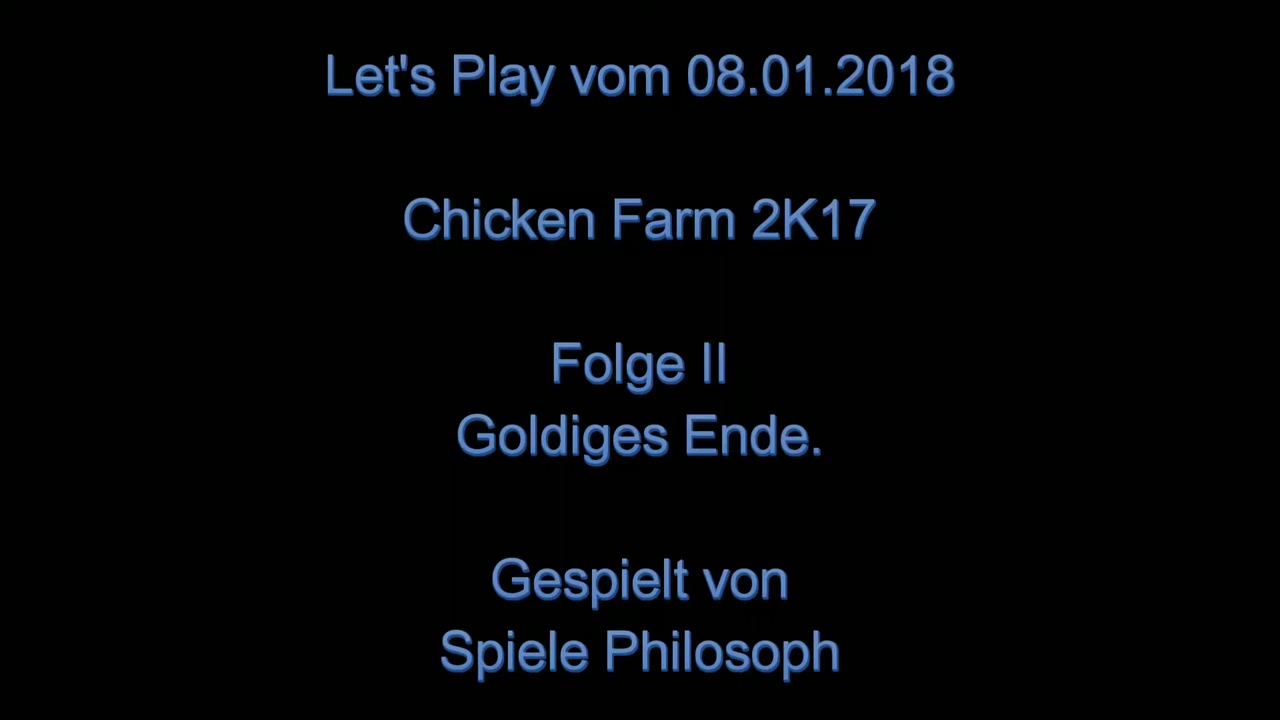 Let's Play vom 08.01.2018
Chicken Farm 2K17
Folge II
Goldiges Ende.
Gespielt von
Spiele Philosoph